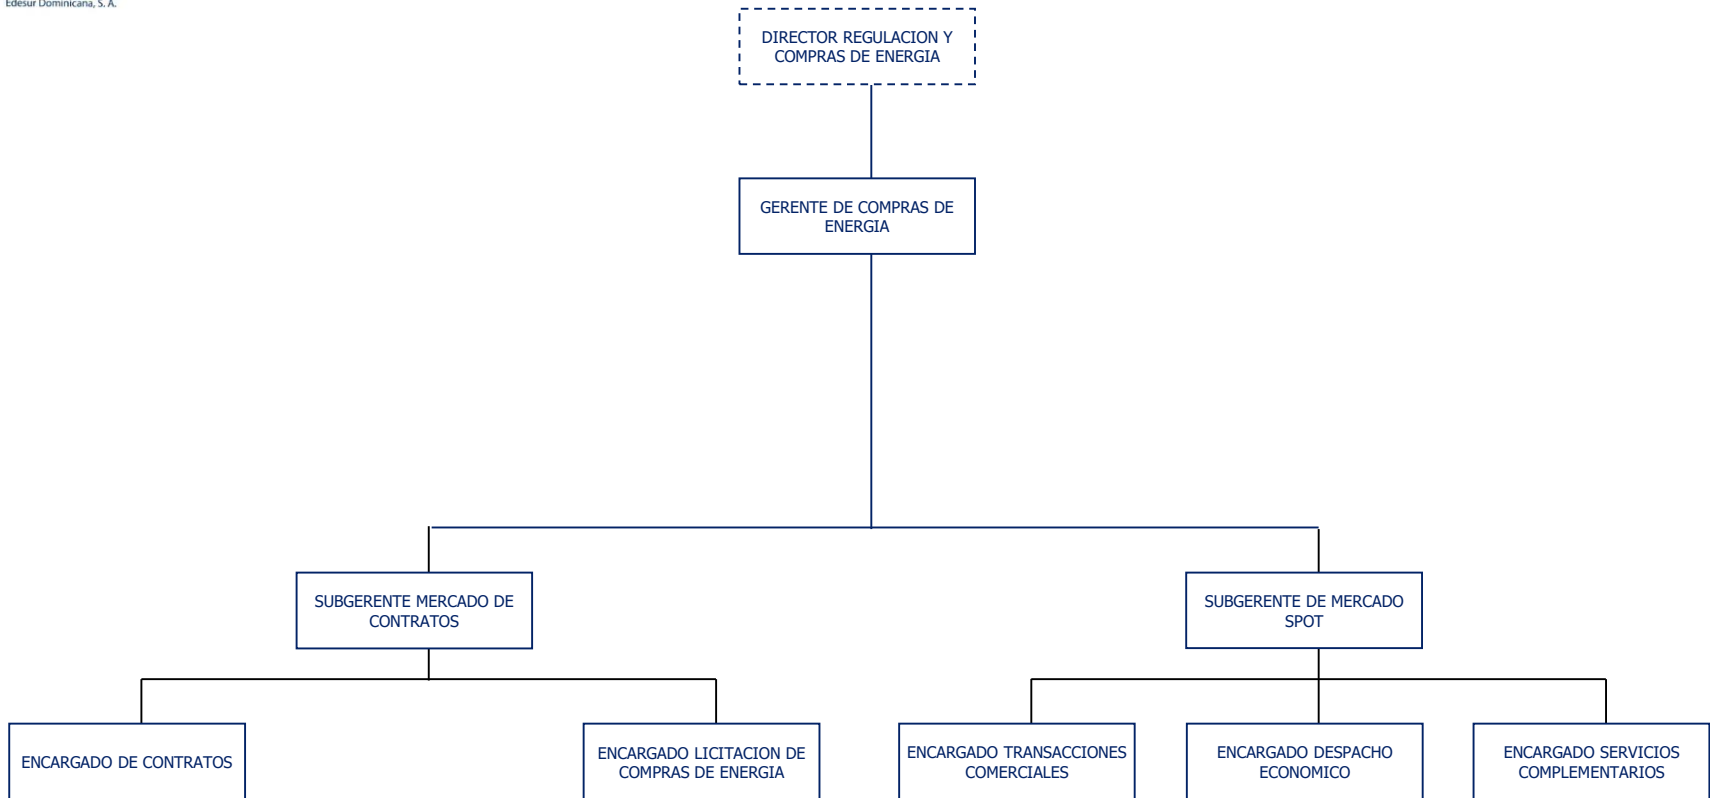 Edesur Dominicana, S. A.
DIRECTOR REGULACION Y
COMPRAS DE ENERGIA
GERENTE DE COMPRAS DE
ENERGIA
SUBGERENTE MERCADO DE
CONTRATOS
SUBGERENTE DE MERCADO
SPOT
ENCARGADO DE CONTRATOS
ENCARGADO LICITACION DE
COMPRAS DE ENERGIA
ENCARGADO TRANSACCIONES
COMERCIALES
ENCARGADO DESPACHO
ECONOMICO
ENCARGADO SERVICIOS
COMPLEMENTARIOS